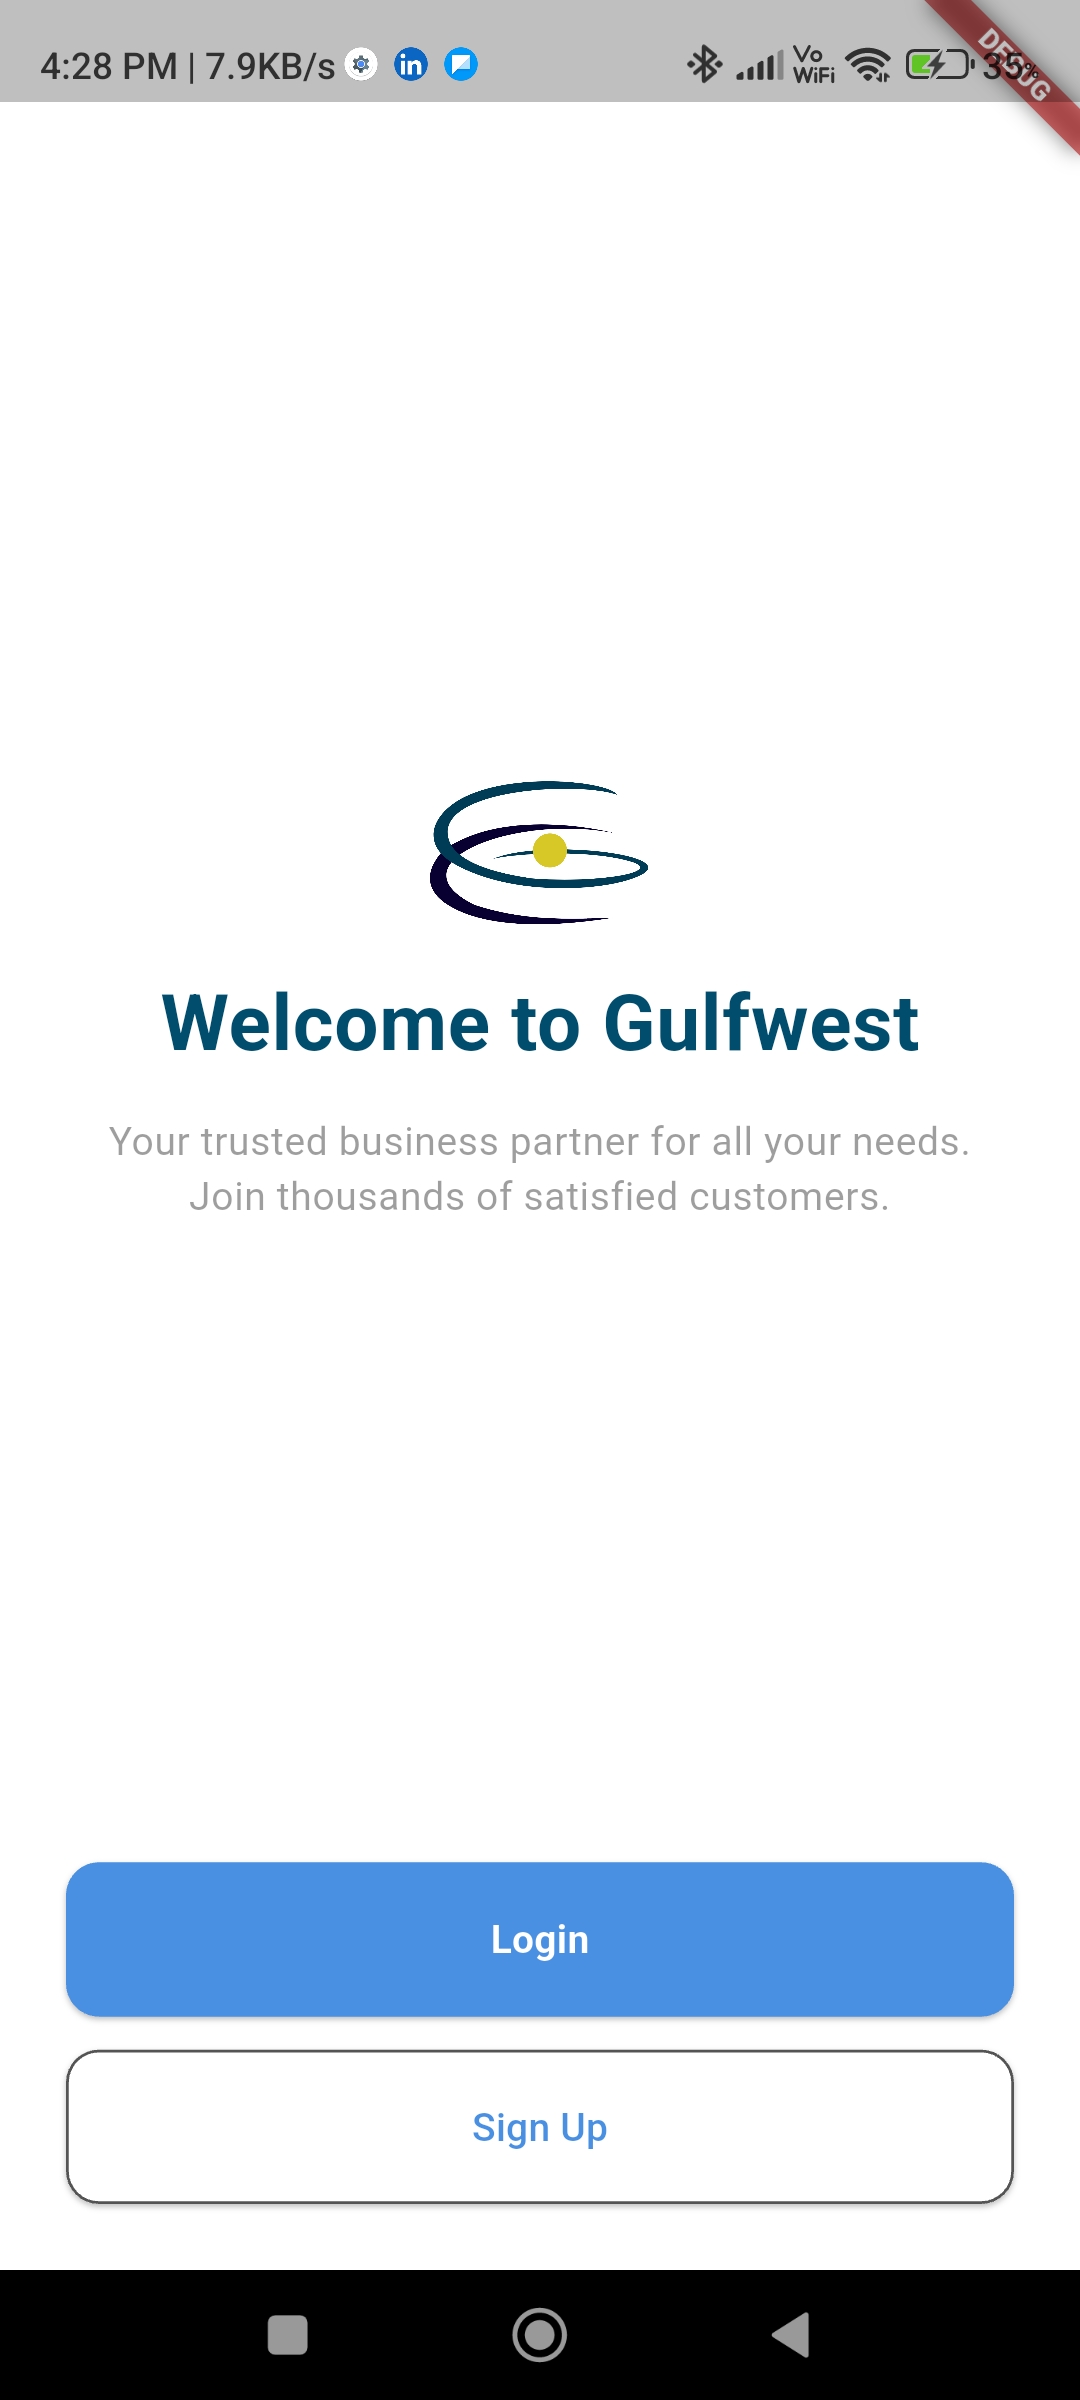 4:28 PM | 7.9KB/s in Vo WiFi 35%
DEBUG
Welcome to Gulfwest
Your trusted business partner for all your needs.
Join thousands of satisfied customers.
Login
Sign Up